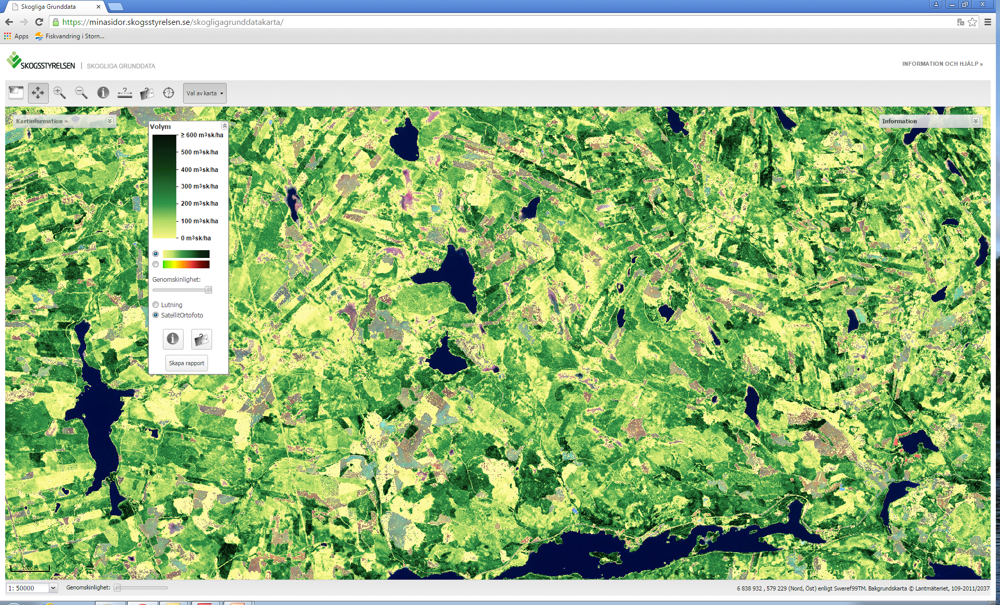 Skogliga Grunddata
https://minasidor.skogsstyrelsen.se/skogligagrunddatakarta/
Apps
Fiskvandring i Storn...
SKOGSSTYRELSEN | SKOGLIGA GRUNDDATA
INFORMATION OCH HJÄLP »
Val av karta
Kartinformation »
Information
Volym
≥ 600 m³sk/ha
500 m³sk/ha
400 m³sk/ha
300 m³sk/ha
200 m³sk/ha
100 m³sk/ha
0 m³sk/ha
Genomskinlighet:
Lutning
SatellitOrtofoto
Skapa rapport
1000 m
1: 50000
Genomskinlighet:
6 838 932 , 579 229 (Nord, Öst) enligt Sweref99TM. Bakgrundskarta © Lantmäteriet, 109-2011/2037